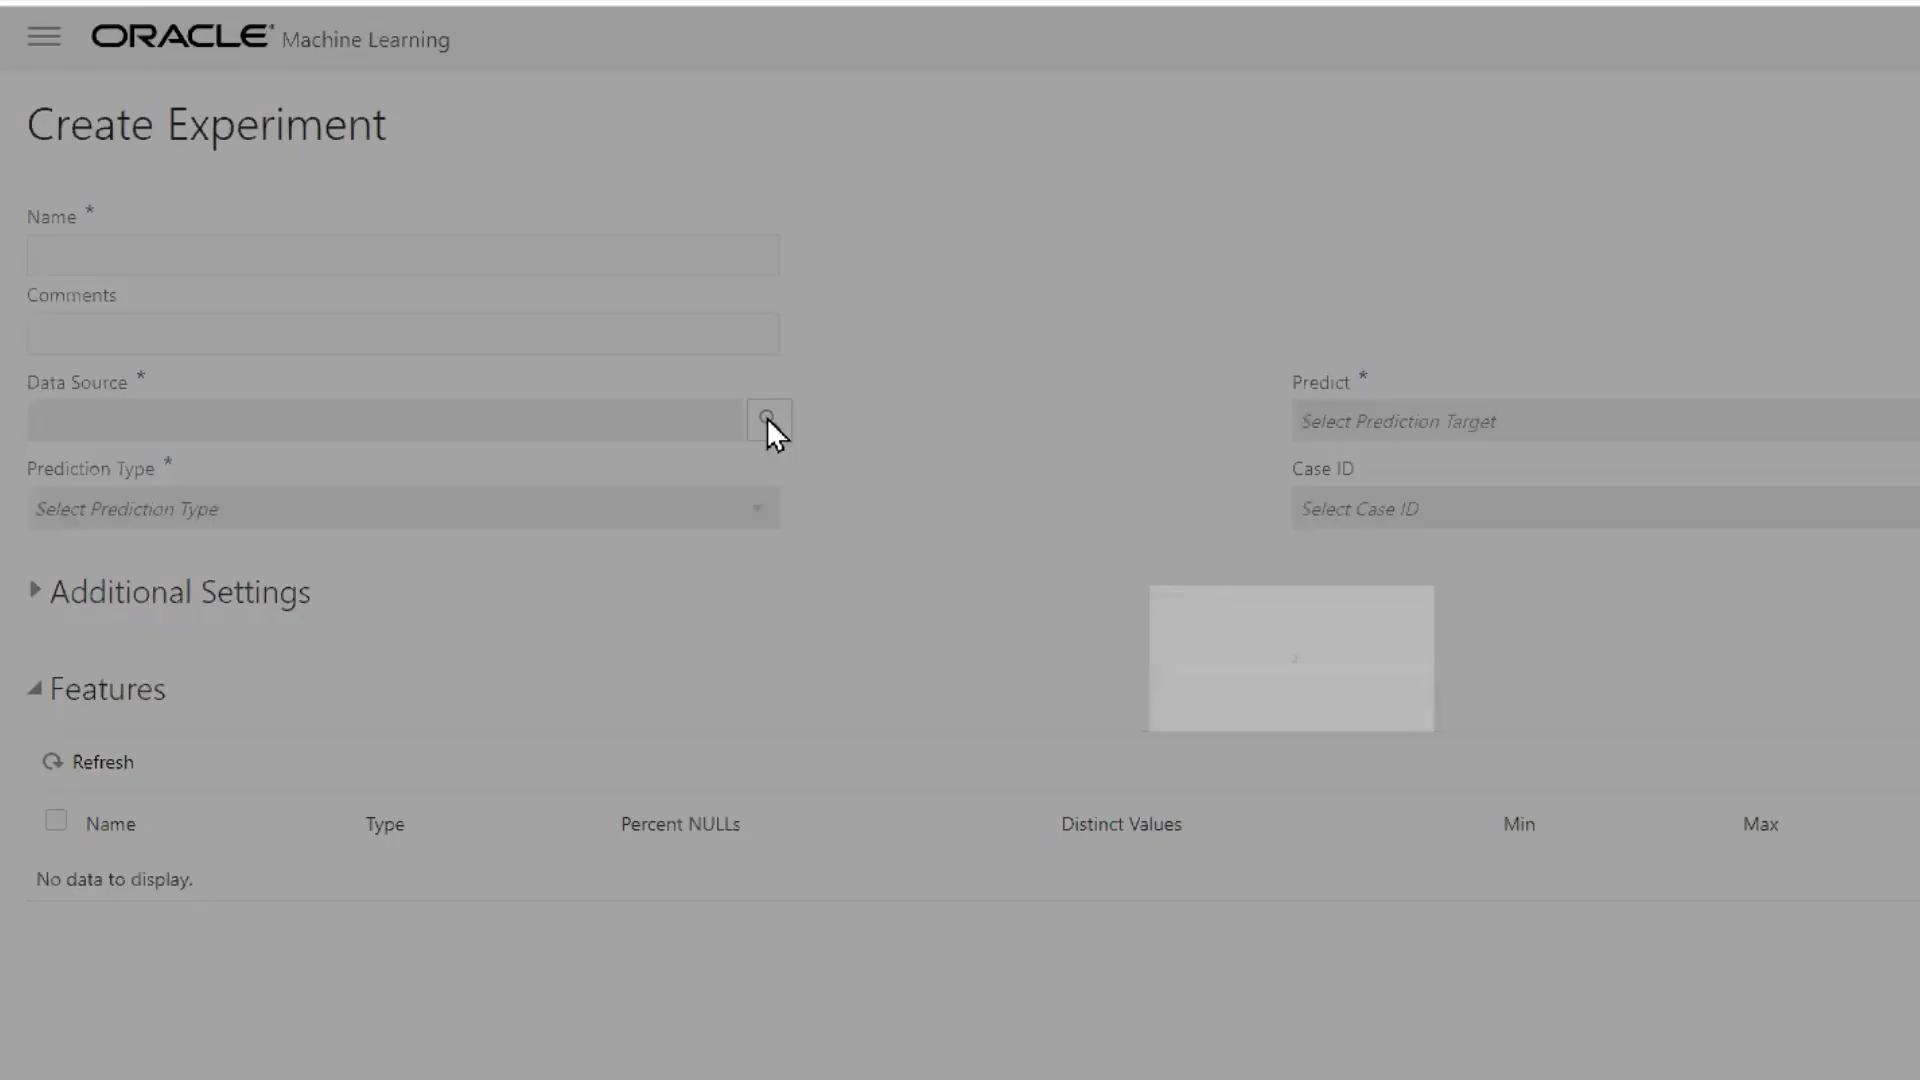 ORACLE Machine Learning
Create Experiment
Name *
Comments
Data Source *
Predict *
Select Prediction Target
Prediction Type *
Case ID
Select Prediction Type
Select Case ID
Additional Settings
Features
Refresh
Name Type Percent NULLs Distinct Values Min Max
No data to display.